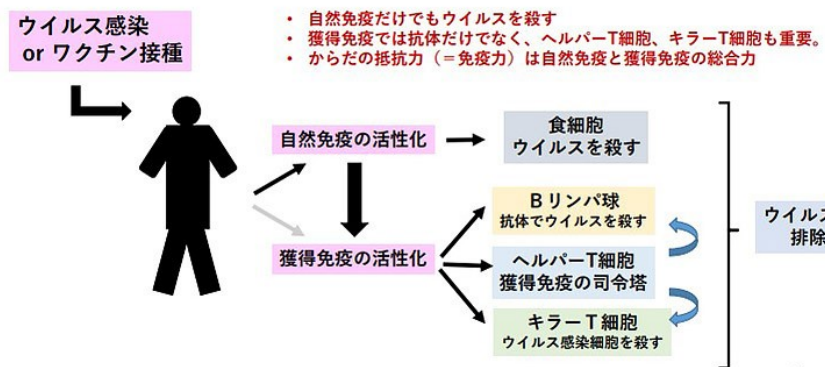 ウイルス感染
or ワクチン接種
• 自然免疫だけでもウイルスを殺す
• 獲得免疫では抗体だけでなく、ヘルパーT細胞、キラーT細胞も重要。
• からだの抵抗力（＝免疫力）は自然免疫と獲得免疫の総合力
自然免疫の活性化
食細胞
ウイルスを殺す
Bリンパ球
抗体でウイルスを殺す
獲得免疫の活性化
ヘルパーT細胞
獲得免疫の司令塔
キラーT細胞
ウイルス感染細胞を殺す
ウイルス
排除